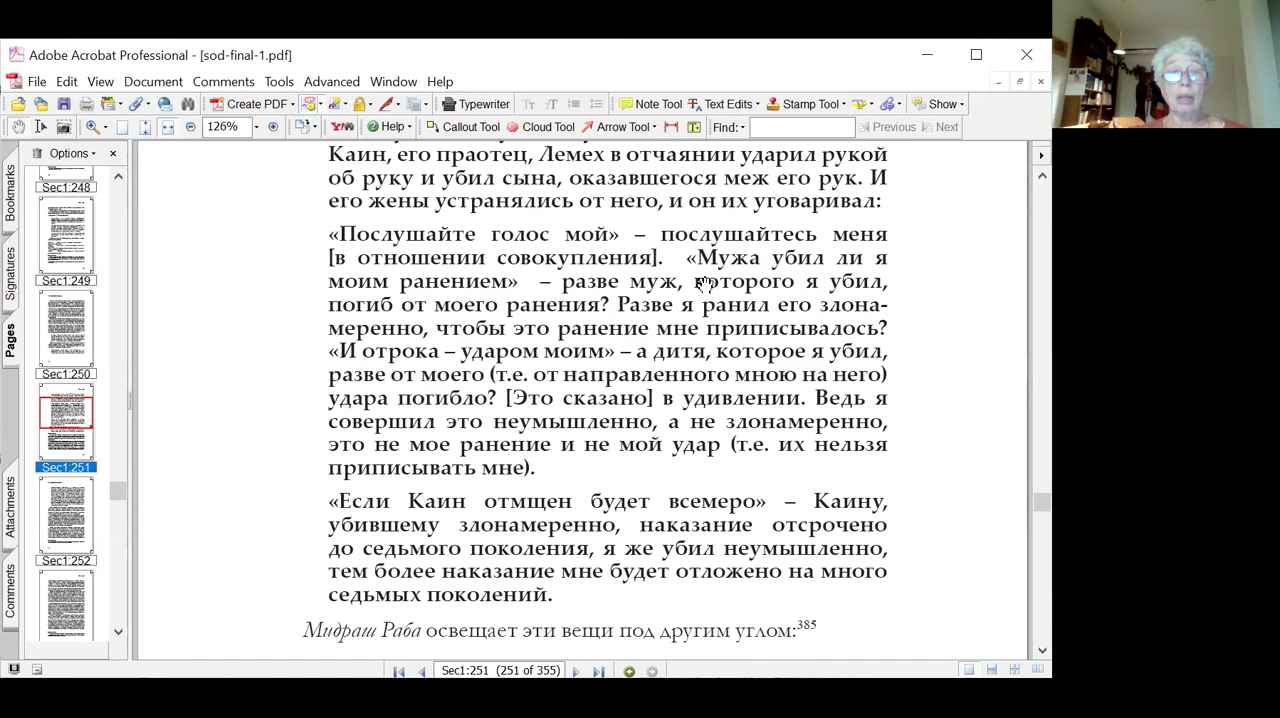 Adobe Acrobat Professional - [sod-final-1.pdf]
File Edit View Document Comments Tools Advanced Window Help
Create PDF Typewriter Note Tool Text Edits Stamp Tool Show
126% Help Callout Tool Cloud Tool Arrow Tool Find: Previous Next
Options
Bookmarks
Signatures
Pages
Attachments
Comments
Sec1:248
Sec1:249
Sec1:250
Sec1:251
Sec1:252
Каин, его праотец, Лемех в отчаянии ударил рукой
об руку и убил сына, оказавшегося меж его рук. И
его жены устранялись от него, и он их уговаривал:
«Послушайте голос мой» – послушайтесь меня
[в отношении совокупления]. «Мужа убил ли я
моим ранением» – разве муж, которого я убил,
погиб от моего ранения? Разве я ранил его злона-
меренно, чтобы это ранение мне приписывалось?
«И отрока – ударом моим» – а дитя, которое я убил,
разве от моего (т.е. от направленного мною на него)
удара погибло? [Это сказано] в удивлении. Ведь я
совершил это неумышленно, а не злонамеренно,
это не мое ранение и не мой удар (т.е. их нельзя
приписывать мне).
«Если Каин отмщен будет всемеро» – Каину,
убившему злонамеренно, наказание отсрочено
до седьмого поколения, я же убил неумышленно,
тем более наказание мне будет отложено на много
седьмых поколений.
Мидраш Раба освещает эти вещи под другим углом:385
Sec1:251 (251 of 355)